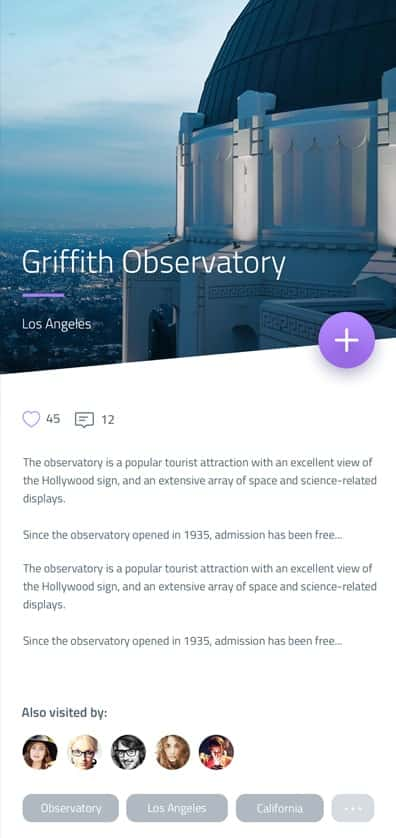 Griffith Observatory
Los Angeles
45 12
The observatory is a popular tourist attraction with an excellent view of
the Hollywood sign, and an extensive array of space and science-related
displays.
Since the observatory opened in 1935, admission has been free...
The observatory is a popular tourist attraction with an excellent view of
the Hollywood sign, and an extensive array of space and science-related
displays.
Since the observatory opened in 1935, admission has been free...
Also visited by:
Observatory Los Angeles California ...